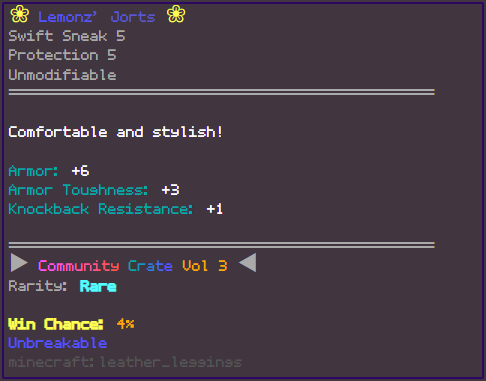 ❀ Lemonz' Jorts ❀
Swift Sneak 5
Protection 5
Unmodifiable
Comfortable and stylish!
Armor: +6
Armor Toughness: +3
Knockback Resistance: +1
▶ Community Crate Vol 3 ◀
Rarity: Rare
Win Chance: 4%
Unbreakable
minecraft:leather_leggings